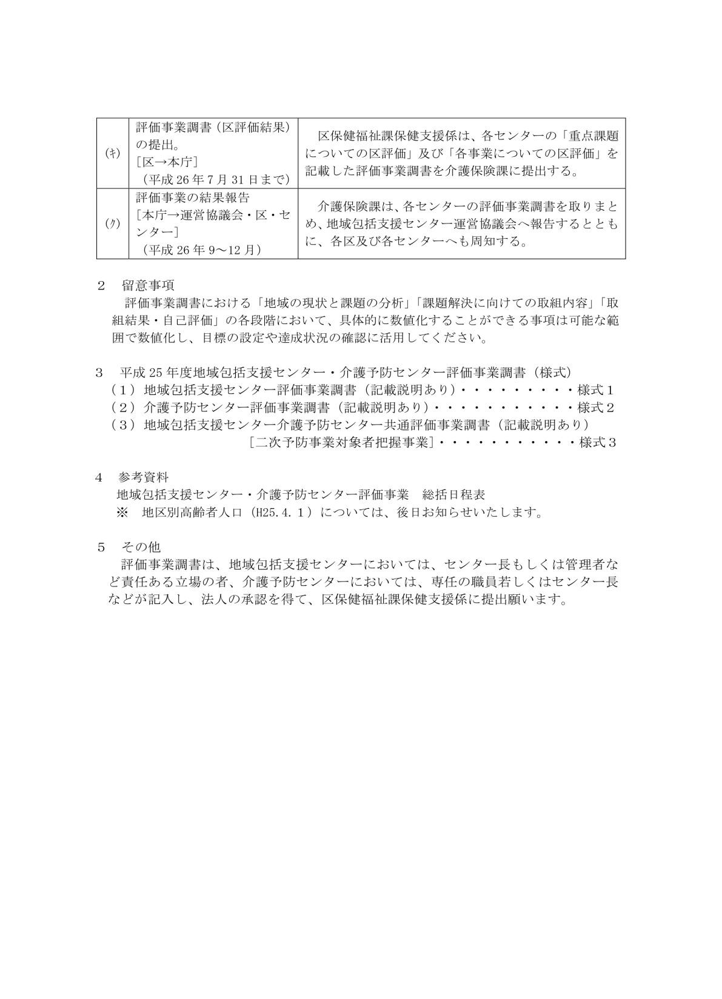 (ｷ)
評価事業調書（区評価結果）
の提出。
［区→本庁］
（平成 26 年 7 月 31 日まで）
　区保健福祉課保健支援係は、各センターの「重点課題
についての区評価」及び「各事業についての区評価」を
記載した評価事業調書を介護保険課に提出する。
(ｸ)
評価事業の結果報告
［本庁→運営協議会・区・セ
ンター］
（平成 26 年 9～12 月）
　介護保険課は、各センターの評価事業調書を取りまと
め、地域包括支援センター運営協議会へ報告するととも
に、各区及び各センターへも周知する。
２　留意事項
　評価事業調書における「地域の現状と課題の分析」「課題解決に向けての取組内容」「取
組結果・自己評価」の各段階において、具体的に数値化することができる事項は可能な範
囲で数値化し、目標の設定や達成状況の確認に活用してください。
３　平成 25 年度地域包括支援センター・介護予防センター評価事業調書（様式）
（１）地域包括支援センター評価事業調書（記載説明あり）・・・・・・・・・様式１
（２）介護予防センター評価事業調書（記載説明あり）・・・・・・・・・・・様式２
（３）地域包括支援センター介護予防センター共通評価事業調書（記載説明あり）
［二次予防事業対象者把握事業］・・・・・・・・・・・様式３
４　参考資料
地域包括支援センター・介護予防センター評価事業　総括日程表
※　地区別高齢者人口（H25.4.１）については、後日お知らせいたします。
５　その他
　評価事業調書は、地域包括支援センターにおいては、センター長もしくは管理者な
ど責任ある立場の者、介護予防センターにおいては、専任の職員若しくはセンター長
などが記入し、法人の承認を得て、区保健福祉課保健支援係に提出願います。